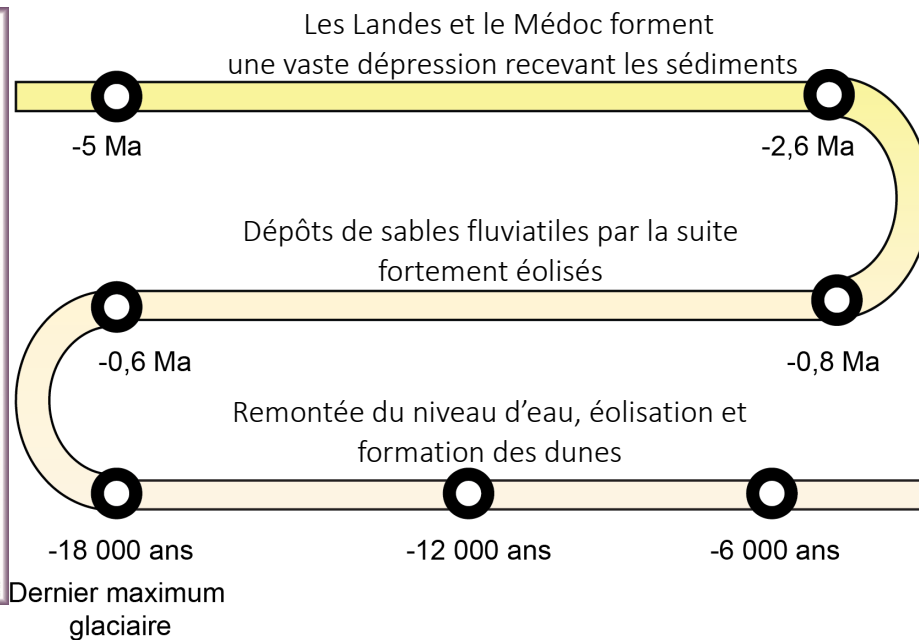 Les Landes et le Médoc forment
une vaste dépression recevant les sédiments
-5 Ma
-2,6 Ma
Dépôts de sables fluviatiles par la suite
fortement éolisés
-0,6 Ma
-0,8 Ma
Remontée du niveau d’eau, éolisation et
formation des dunes
-18 000 ans
-12 000 ans
-6 000 ans
Dernier maximum
glaciaire